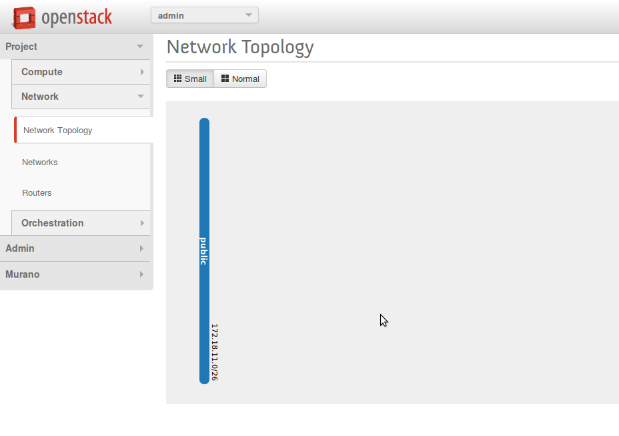 openstack
admin
Project
Compute
Network
Network Topology
Networks
Routers
Orchestration
Admin
Murano
Network Topology
Small
Normal
public
172.18.11.0/26